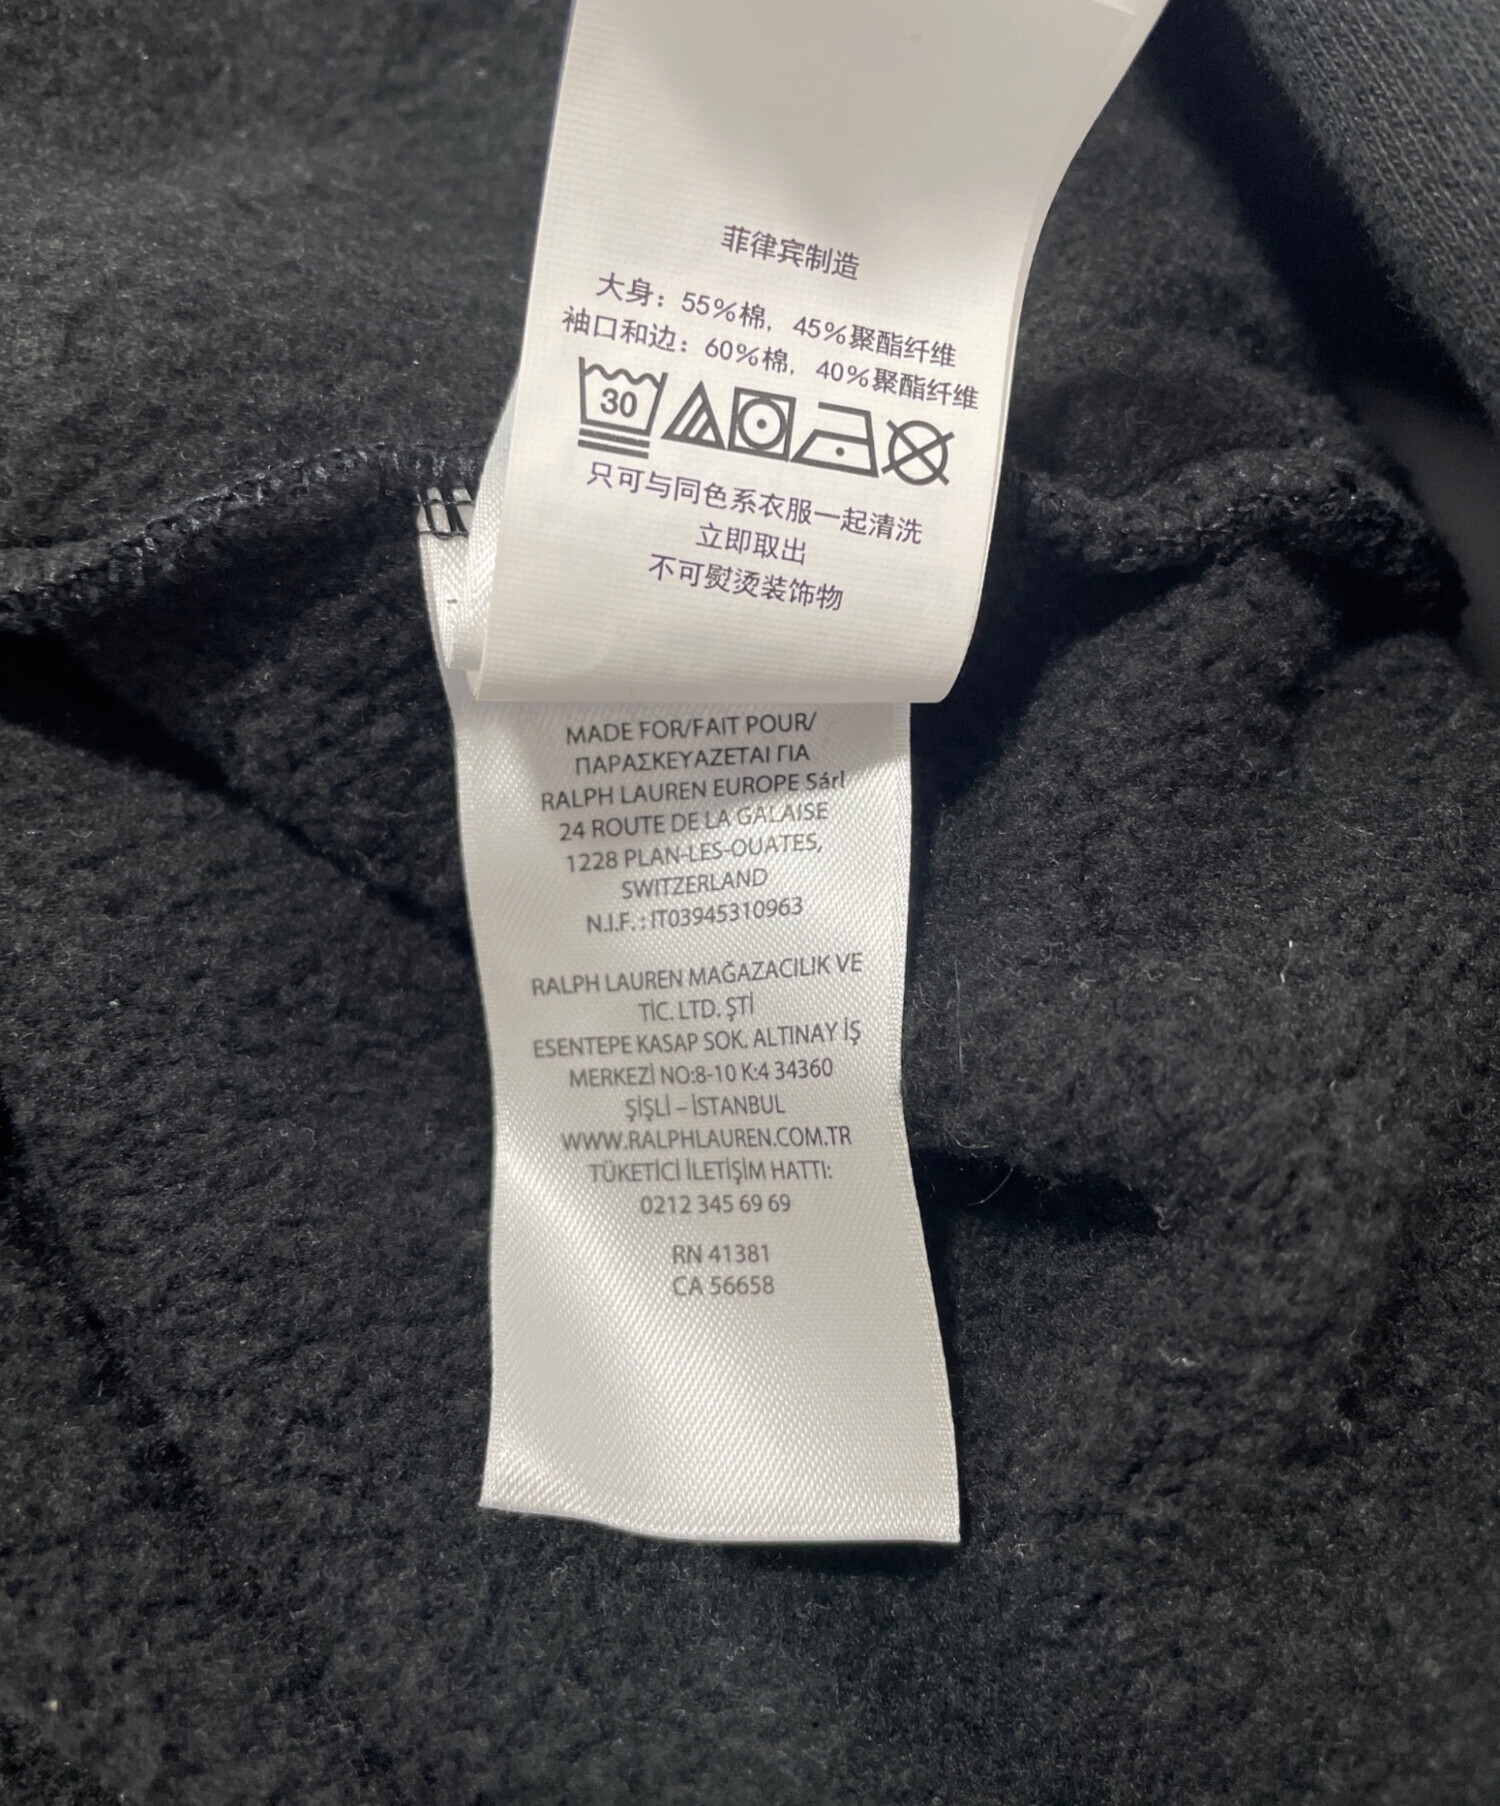 菲律宾制造
大身：55%棉，45%聚酯纤维
袖口和边：60%棉，40%聚酯纤维
30
只可与同色系衣服一起清洗
立即取出
不可熨烫装饰物
MADE FOR/FAIT POUR/
ΠΑΡΑΣΚΕΥΑΖΕΤΑΙ ΓΙΑ
RALPH LAUREN EUROPE Sárl
24 ROUTE DE LA GALAISE
1228 PLAN-LES-OUATES,
SWITZERLAND
N.I.F. : IT03945310963
RALPH LAUREN MAĞAZACILIK VE
TİC. LTD. ŞTİ
ESENTEPE KASAP SOK. ALTINAY İŞ
MERKEZİ NO:8-10 K:4 34360
ŞİŞLİ – İSTANBUL
WWW.RALPHLAUREN.COM.TR
TÜKETİCİ İLETİŞİM HATTI:
0212 345 69 69
RN 41381
CA 56658